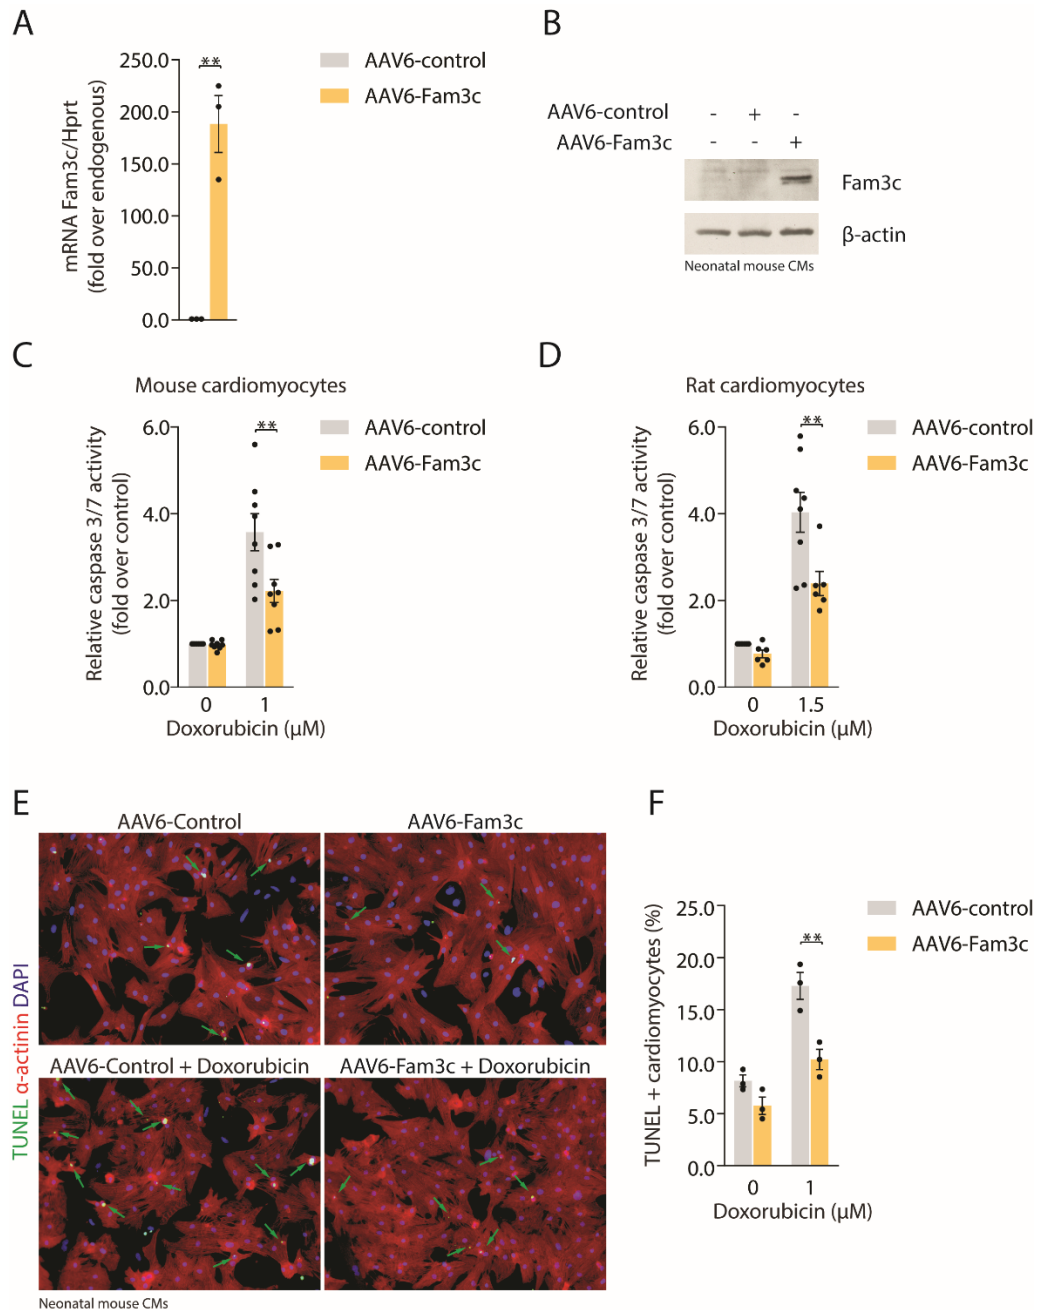 A
mRNA Fam3c/Hprt
(fold over endogenous)
250.0
200.0
150.0
100.0
50.0
0.0
**
AAV6-control
AAV6-Fam3c
B
AAV6-control - + -
AAV6-Fam3c - - +
Fam3c
β-actin
Neonatal mouse CMs
C
Mouse cardiomyocytes
Relative caspase 3/7 activity
(fold over control)
6.0
4.0
2.0
0.0
**
0 1
Doxorubicin (µM)
AAV6-control
AAV6-Fam3c
D
Rat cardiomyocytes
Relative caspase 3/7 activity
(fold over control)
6.0
4.0
2.0
0.0
**
0 1.5
Doxorubicin (µM)
AAV6-control
AAV6-Fam3c
E
TUNEL α-actinin DAPI
AAV6-Control
AAV6-Fam3c
AAV6-Control + Doxorubicin
AAV6-Fam3c + Doxorubicin
Neonatal mouse CMs
F
TUNEL + cardiomyocytes (%)
25.0
20.0
15.0
10.0
5.0
0.0
**
0 1
Doxorubicin (µM)
AAV6-control
AAV6-Fam3c